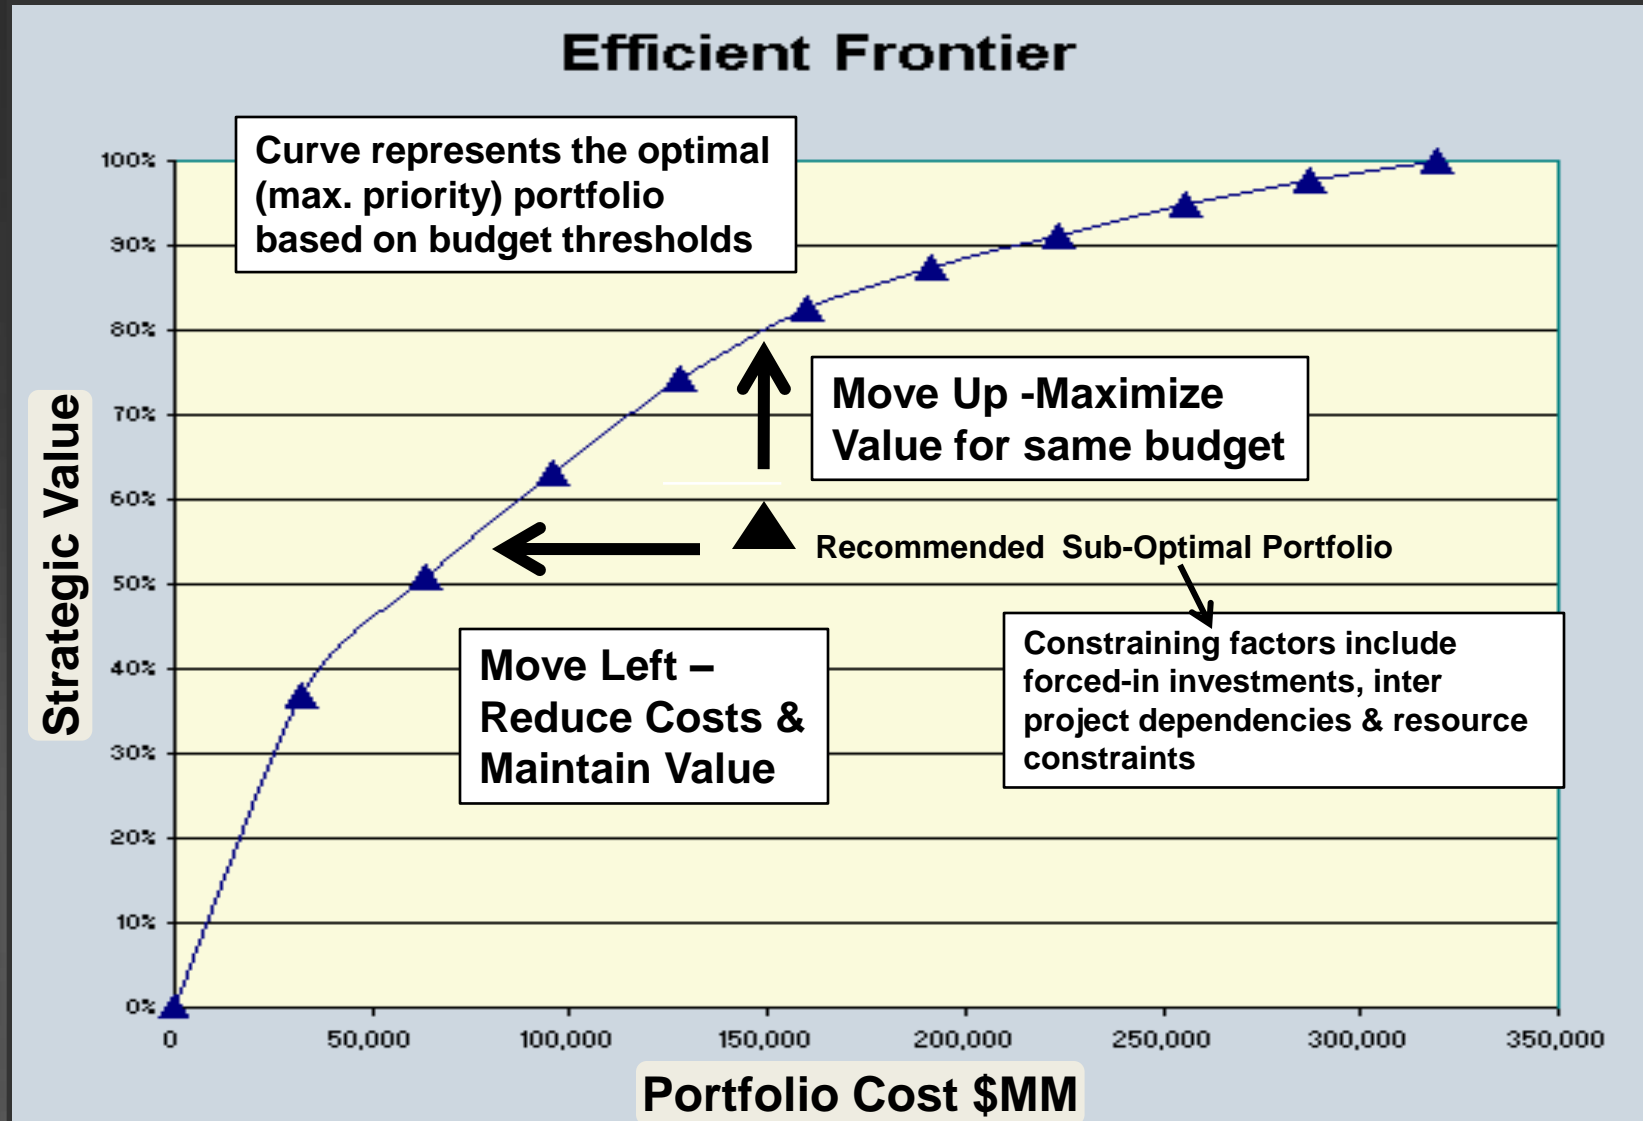 Efficient Frontier
Curve represents the optimal
(max. priority) portfolio
based on budget thresholds
100%
90%
80%
70%
60%
50%
40%
30%
20%
10%
0%
Strategic Value
Move Up -Maximize
Value for same budget
Recommended Sub-Optimal Portfolio
Move Left –
Reduce Costs &
Maintain Value
Constraining factors include
forced-in investments, inter
project dependencies & resource
constraints
0
50,000
100,000
150,000
200,000
250,000
300,000
350,000
Portfolio Cost $MM